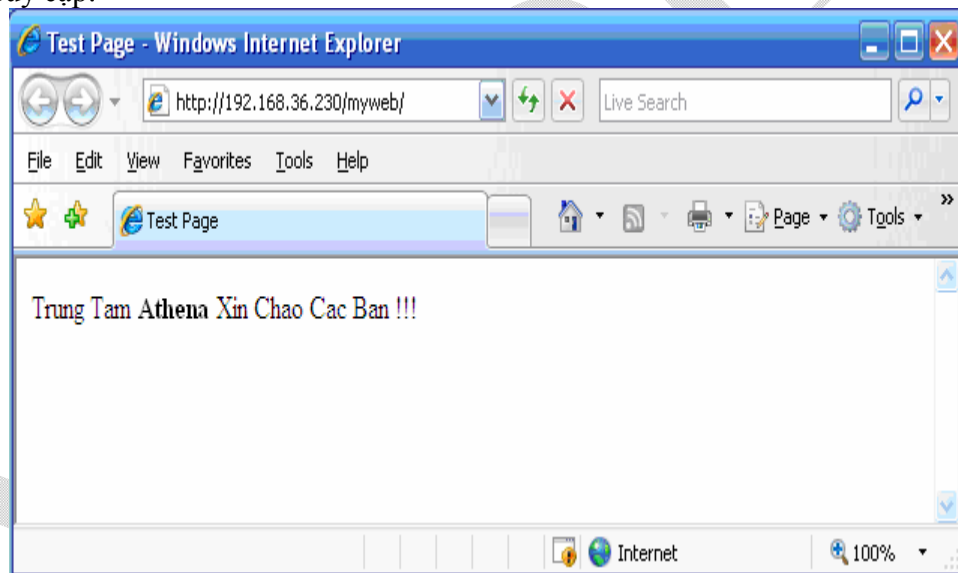 Test Page - Windows Internet Explorer
http://192.168.36.230/myweb/ Live Search
File Edit View Favorites Tools Help
Test Page Page Tools »
Trung Tam Athena Xin Chao Cac Ban !!!
Internet 100%